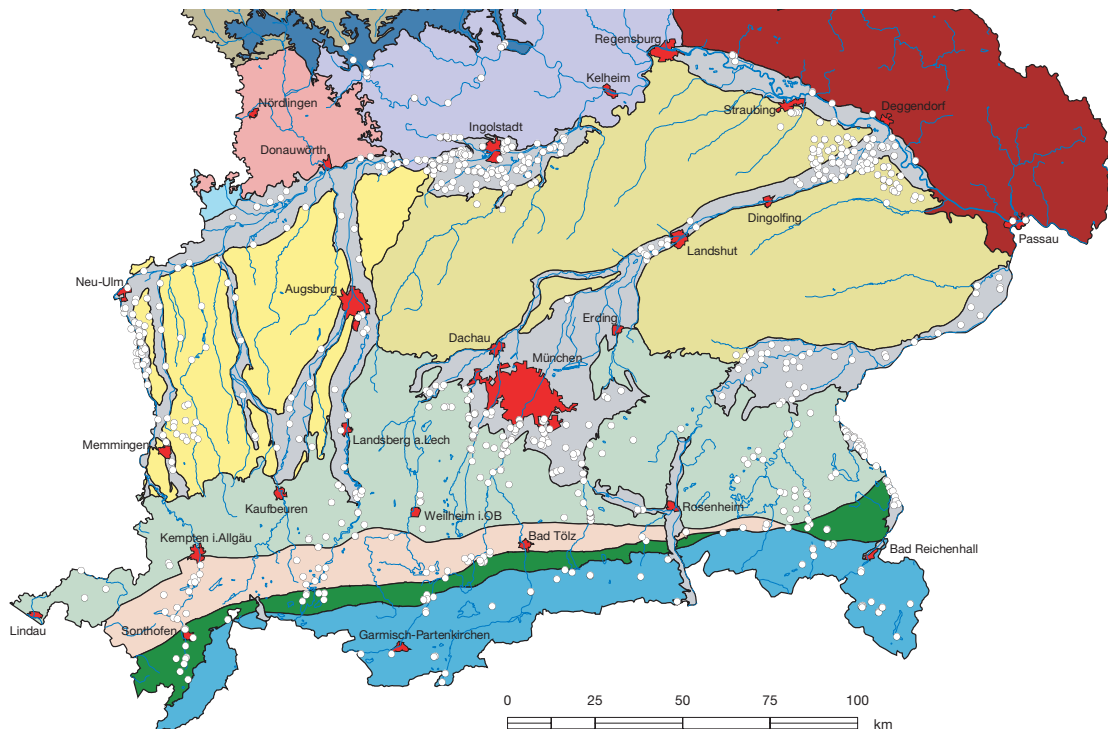 Regensburg
Kelheim
Nördlingen
Straubing
Deggendorf
Ingolstadt
Donauwörth
Dingolfing
Passau
Landshut
Neu-Ulm
Augsburg
Erding
Dachau
München
Memmingen
Landsberg a.Lech
Kaufbeuren
Weilheim i.OB
Rosenheim
Kempten i.Allgäu
Bad Tölz
Bad Reichenhall
Lindau
Sonthofen
Garmisch-Partenkirchen
0 25 50 75 100
km